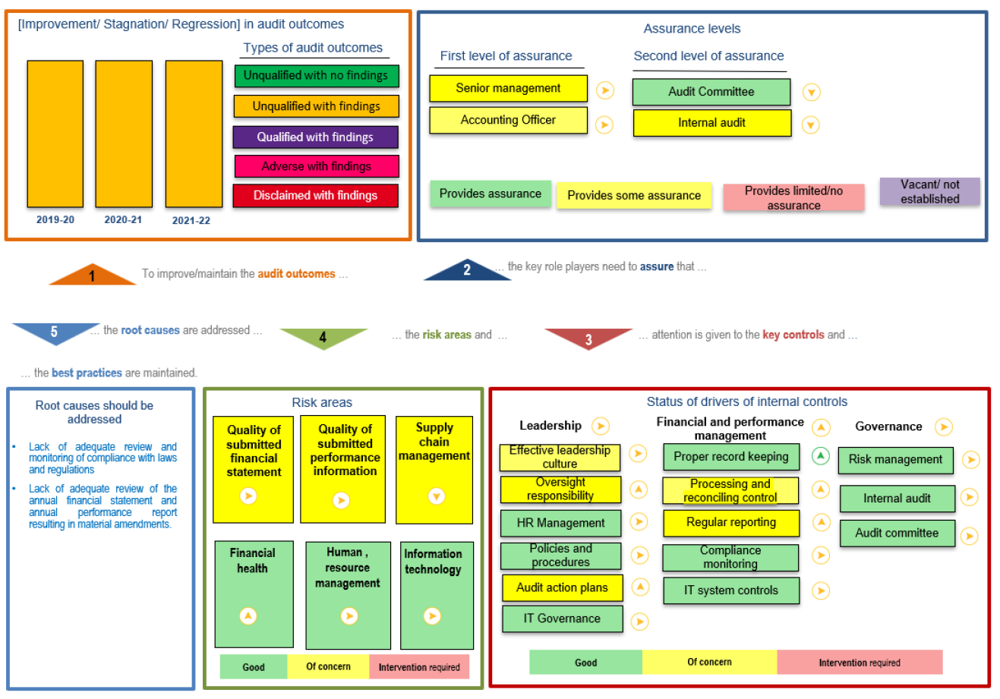 [Improvement/ Stagnation/ Regression] in audit outcomes
Types of audit outcomes
Unqualified with no findings
Unqualified with findings
Qualified with findings
Adverse with findings
Disclaimed with findings
2019-20
2020-21
2021-22
Assurance levels
First level of assurance
Second level of assurance
Senior management
Accounting Officer
Audit Committee
Internal audit
Provides assurance
Provides some assurance
Provides limited/no
assurance
Vacant/ not
established
1
To improve/maintain the audit outcomes ...
2
... the key role players need to assure that ...
5
... the root causes are addressed ...
4
... the risk areas and ...
3
... attention is given to the key controls and ...
... the best practices are maintained.
Root causes should be
addressed
• Lack of adequate review and
monitoring of compliance with laws
and regulations
• Lack of adequate review of the
annual financial statement and
annual performance report
resulting in material amendments.
Risk areas
Quality of
submitted
financial
statement
Quality of
submitted
performance
information
Supply
chain
management
Financial
health
Human ,
resource
management
Information
technology
Good
Of concern
Intervention required
Status of drivers of internal controls
Leadership
Effective leadership
culture
Oversight
responsibility
HR Management
Policies and
procedures
Audit action plans
IT Governance
Financial and performance
management
Proper record keeping
Processing and
reconciling control
Regular reporting
Compliance
monitoring
IT system controls
Governance
Risk management
Internal audit
Audit committee
Good
Of concern
Intervention required